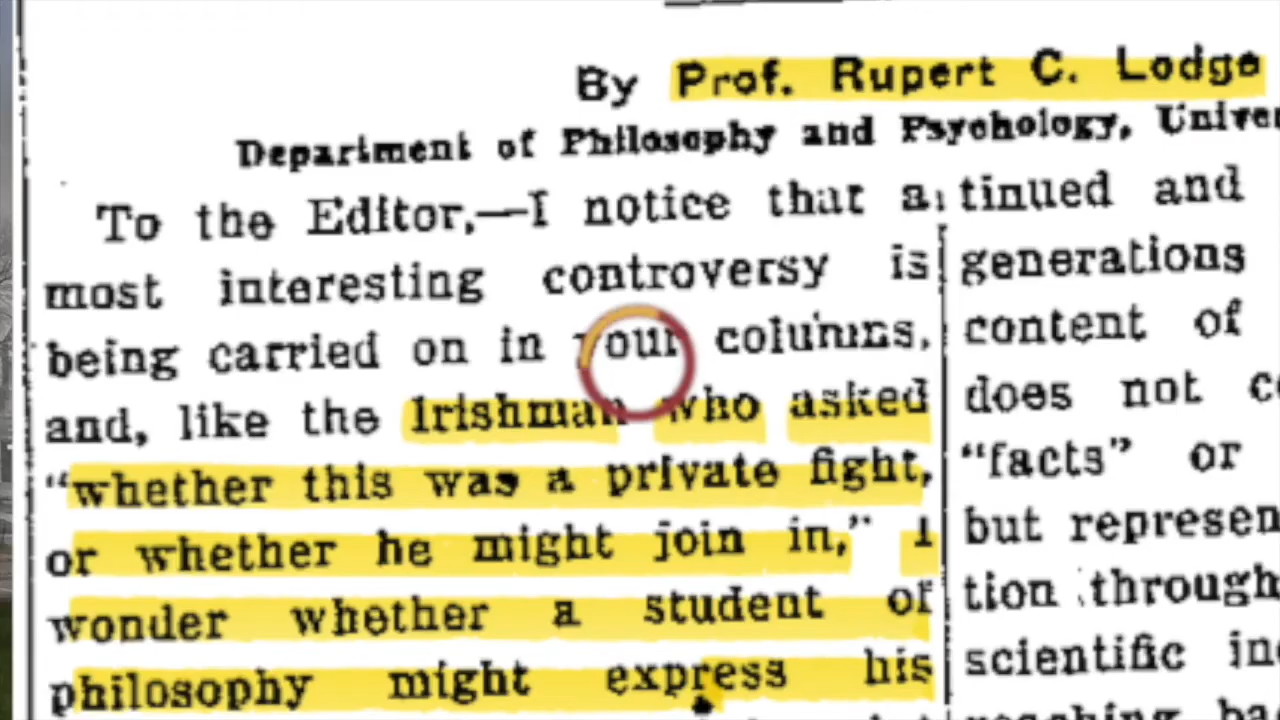 By Prof. Rupert C. Lodge
Department of Philosophy and Psychology,
To the Editor,—I notice that a
most interesting controversy is
being carried on in your columns,
and, like the Irishman who asked
"whether this was a private fight,
or whether he might join in," I
wonder whether a student of
philosophy might express his
tinued and
generations
content of
does not
"facts" or
but
tion through
scientific